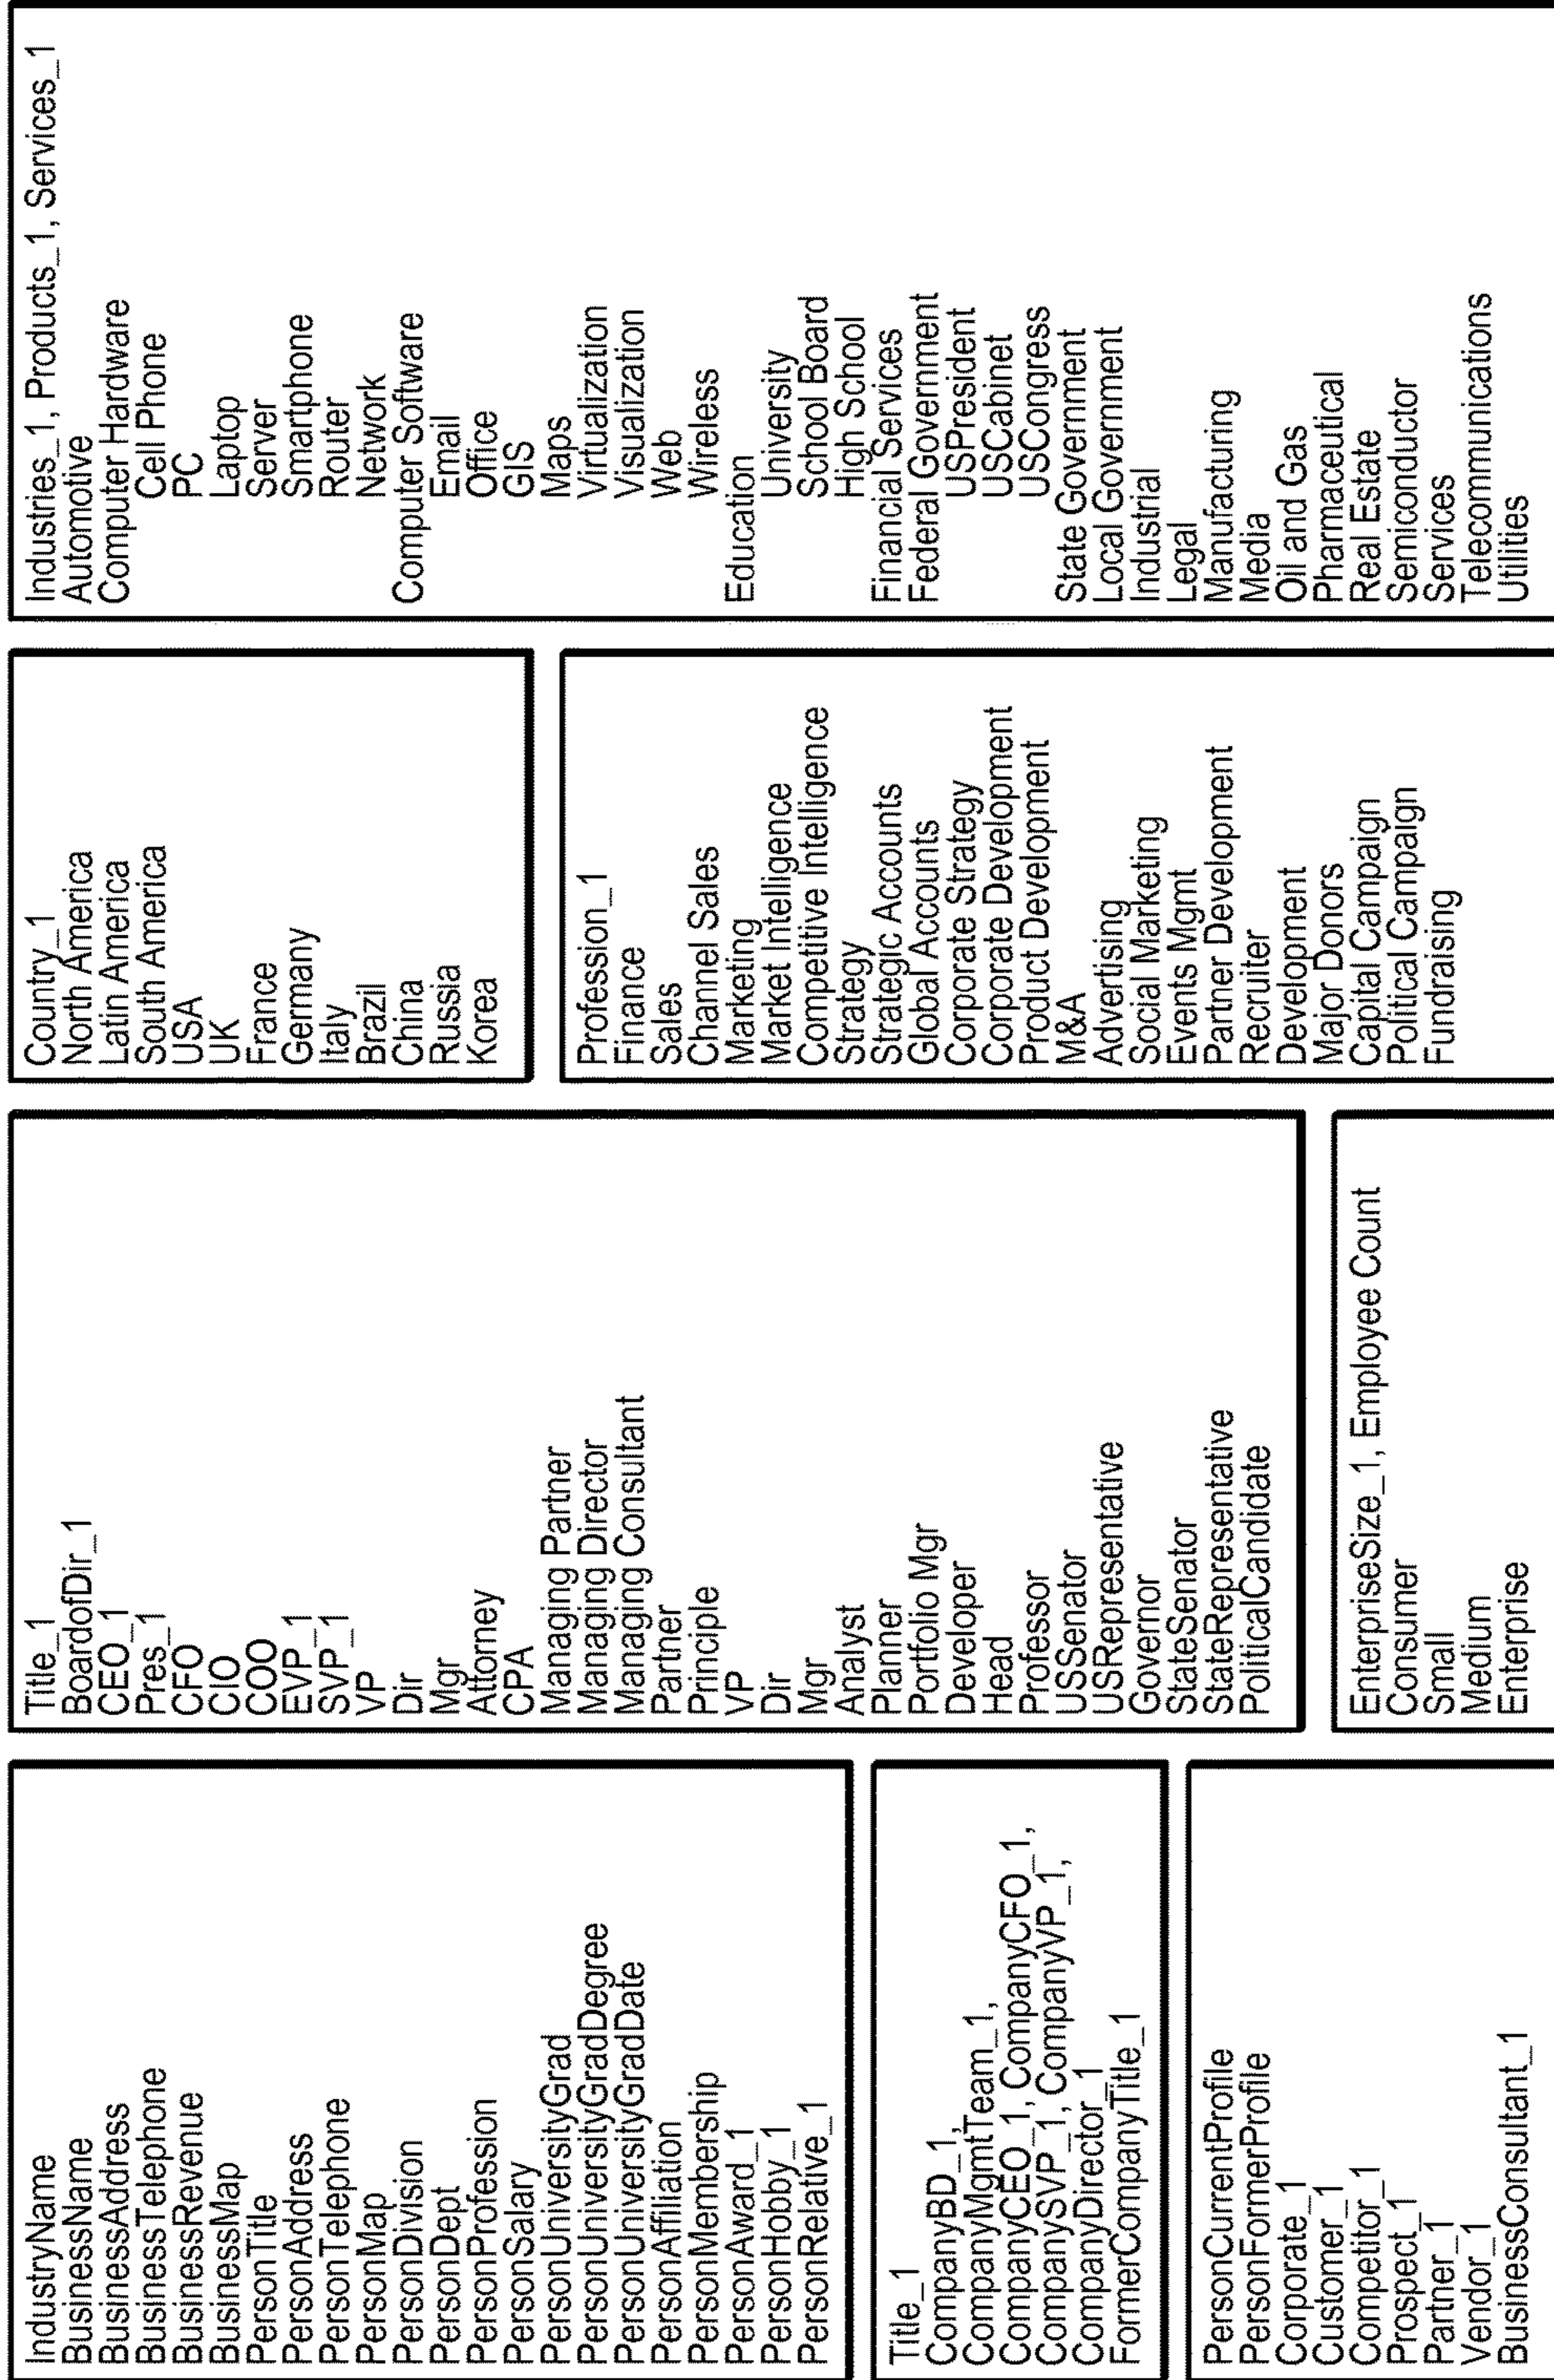 IndustryName
BusinessName
BusinessAddress
BusinessTelephone
BusinessRevenue
BusinessMap
PersonTitle
PersonAddress
PersonTelephone
PersonMap
PersonDivision
PersonDept
PersonProfession
PersonSalary
PersonUniversityGrad
PersonUniversityGradDegree
PersonUniversityGradDate
PersonAffiliation
PersonMembership
PersonAward_1
PersonHobby_1
PersonRelative_1
Title_1
CompanyBD_1,
CompanyMgmtTeam_1,
CompanyCEO_1, CompanyCFO_1,
CompanySVP_1, CompanyVP_1,
CompanyDirector_1
FormerCompanyTitle_1
PersonCurrentProfile
PersonFormerProfile
Corporate_1
Customer_1
Competitor_1
Prospect_1
Partner_1
Vendor_1
BusinessConsultant_1
Title_1
BoardofDir_1
CEO_1
Pres_1
CFO
CIO
COO
EVP_1
SVP_1
VP
Dir
Mgr
Attorney
CPA
Managing Partner
Managing Director
Managing Consultant
Partner
Principle
VP
Dir
Mgr
Analyst
Planner
Portfolio Mgr
Developer
Head
Professor
USSenator
USRepresentative
Governor
StateSenator
StateRepresentative
PoliticalCandidate
EnterpriseSize_1, Employee Count
Consumer
Small
Medium
Enterprise
Country_1
North America
Latin America
South America
USA
UK
France
Germany
Italy
Brazil
China
Russia
Korea
Profession_1
Finance
Sales
Channel Sales
Marketing
Market Intelligence
Competitive Intelligence
Strategy
Strategic Accounts
Global Accounts
Corporate Strategy
Corporate Development
Product Development
M&A
Advertising
Social Marketing
Events Mgmt
Partner Development
Recruiter
Development
Major Donors
Capital Campaign
Political Campaign
Fundraising
Industries_1, Products_1, Services_1
Automotive
Computer Hardware
Cell Phone
PC
Laptop
Server
Smartphone
Router
Network
Computer Software
Email
Office
GIS
Maps
Virtualization
Visualization
Web
Wireless
Education
University
School Board
High School
Financial Services
Federal Government
USPresident
USCabinet
USCongress
State Government
Local Government
Industrial
Legal
Manufacturing
Media
Oil and Gas
Pharmaceutical
Real Estate
Semiconductor
Services
Telecommunications
Utilities